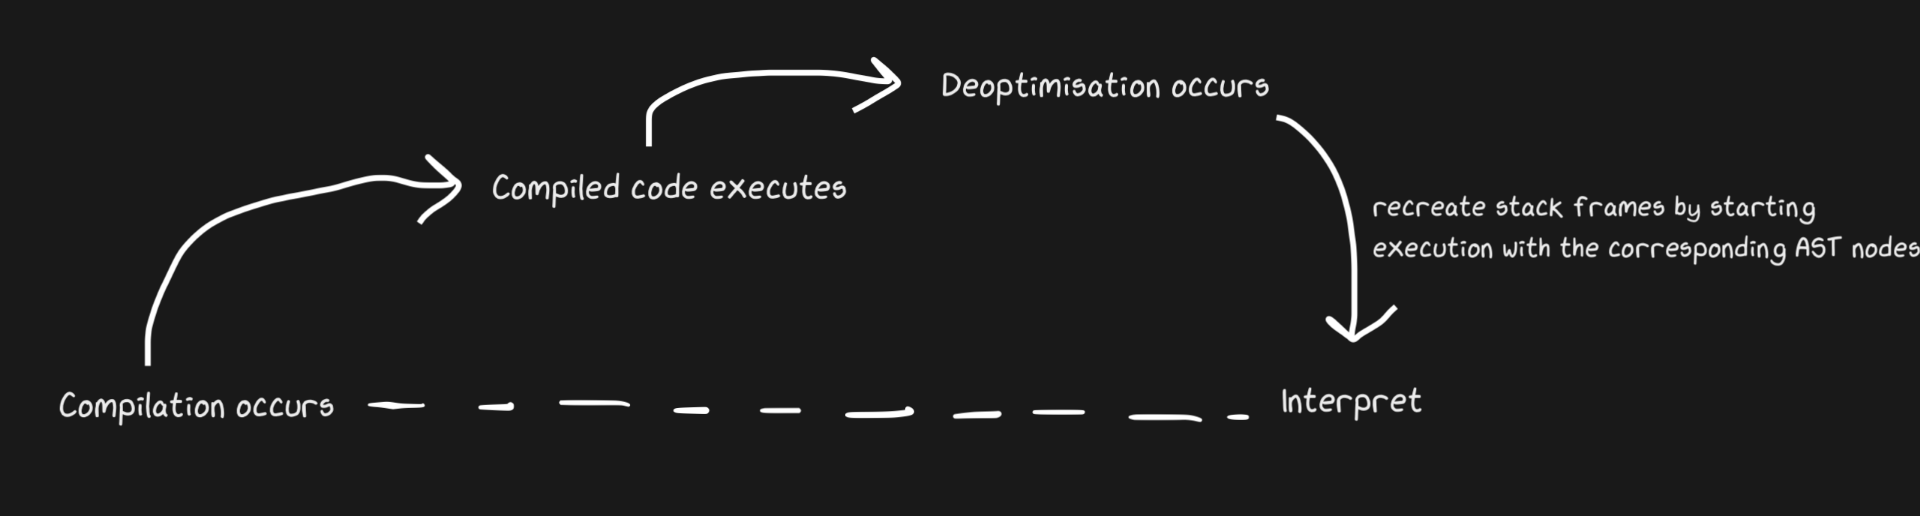 Deoptimisation occurs
Compiled code executes
recreate stack frames by starting
execution with the corresponding AST nodes
Compilation occurs
Interpret